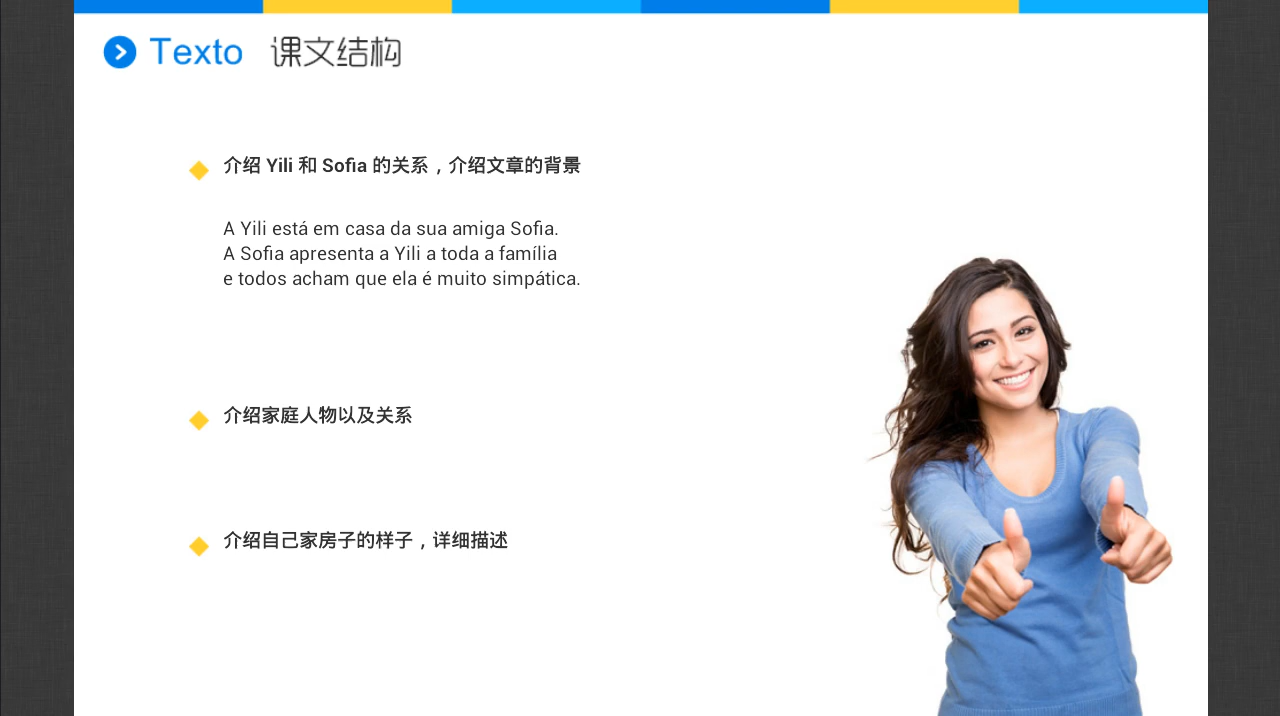 Texto 课文结构
介绍 Yili 和 Sofia 的关系，介绍文章的背景
A Yili está em casa da sua amiga Sofia.
A Sofia apresenta a Yili a toda a família
e todos acham que ela é muito simpática.
介绍家庭人物以及关系
介绍自己家房子的样子，详细描述